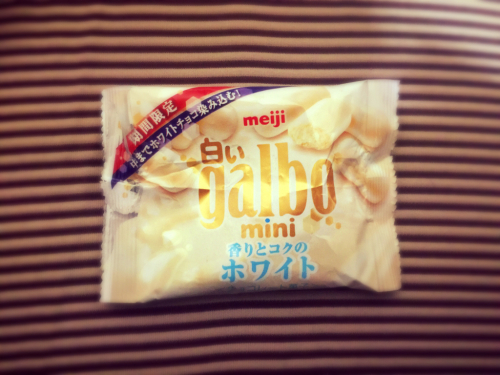 期間限定
中までホワイトチョコ染み込む!
meiji
白い
galbo
mini
香りとコクの
ホワイト